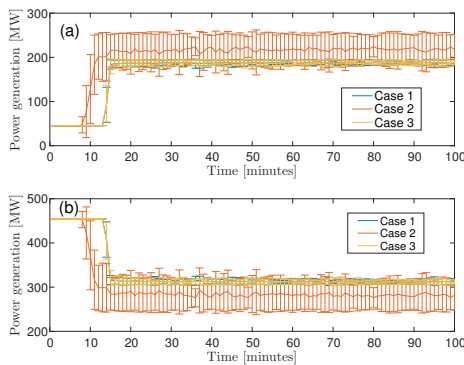 (a)
Power generation [MW]
300
200
100
0
Case 1
Case 2
Case 3
0 10 20 30 40 50 60 70 80 90 100
Time [minutes]
(b)
Power generation [MW]
500
400
300
200
Case 1
Case 2
Case 3
0 10 20 30 40 50 60 70 80 90 100
Time [minutes]